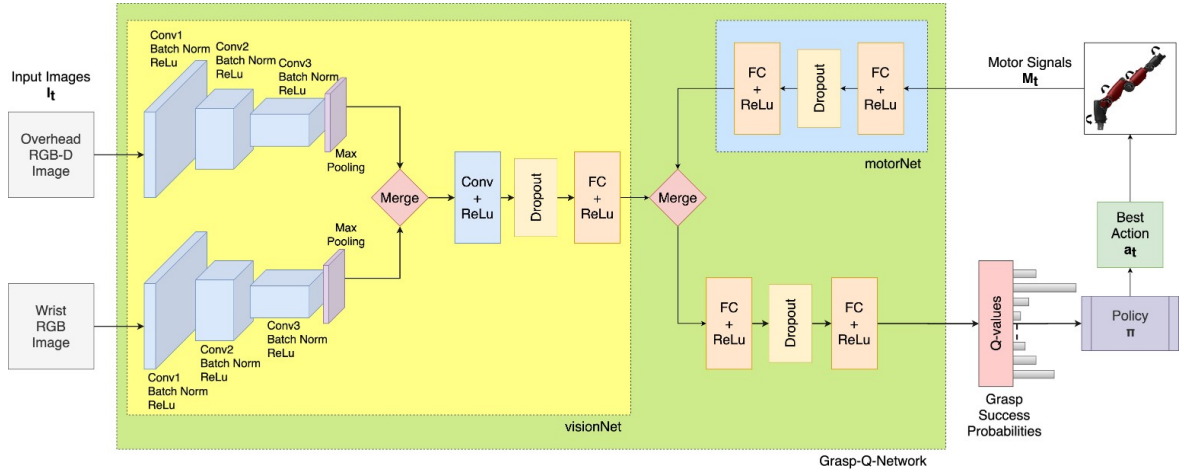 Input Images
It
Overhead
RGB-D
Image
Wrist
RGB
Image
Conv1
Batch Norm
ReLu
Conv2
Batch Norm
ReLu
Conv3
Batch Norm
ReLu
Max
Pooling
Conv1
Batch Norm
ReLu
Conv2
Batch Norm
ReLu
Conv3
Batch Norm
ReLu
Max
Pooling
Merge
Conv
+
ReLu
Dropout
FC
+
ReLu
visionNet
Merge
FC
+
ReLu
Dropout
FC
+
ReLu
motorNet
FC
+
ReLu
Dropout
FC
+
ReLu
Grasp-Q-Network
Q-values
Grasp
Success
Probabilities
Policy
π
Best
Action
at
Motor Signals
Mt